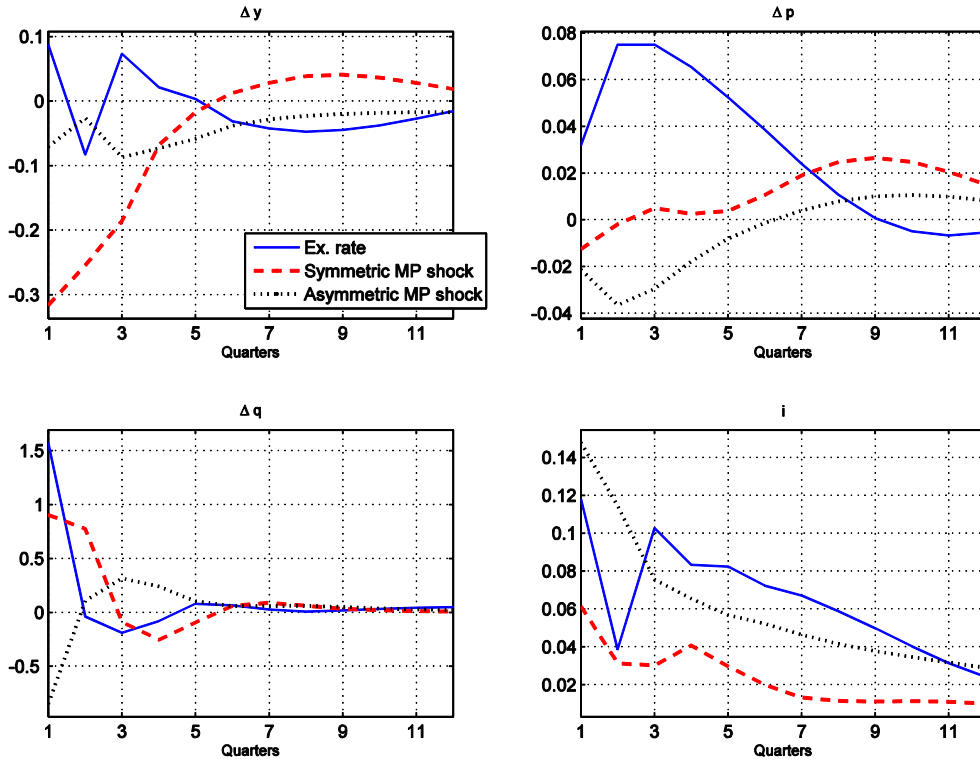 Δ y
0.1
0
-0.1
-0.2
-0.3
1 3 5 7 9 11
Quarters
Ex. rate
Symmetric MP shock
Asymmetric MP shock
Δ p
0.08
0.06
0.04
0.02
0
-0.02
-0.04
1 3 5 7 9 11
Quarters
Δ q
1.5
1
0.5
0
-0.5
1 3 5 7 9 11
Quarters
i
0.14
0.12
0.1
0.08
0.06
0.04
0.02
1 3 5 7 9 11
Quarters